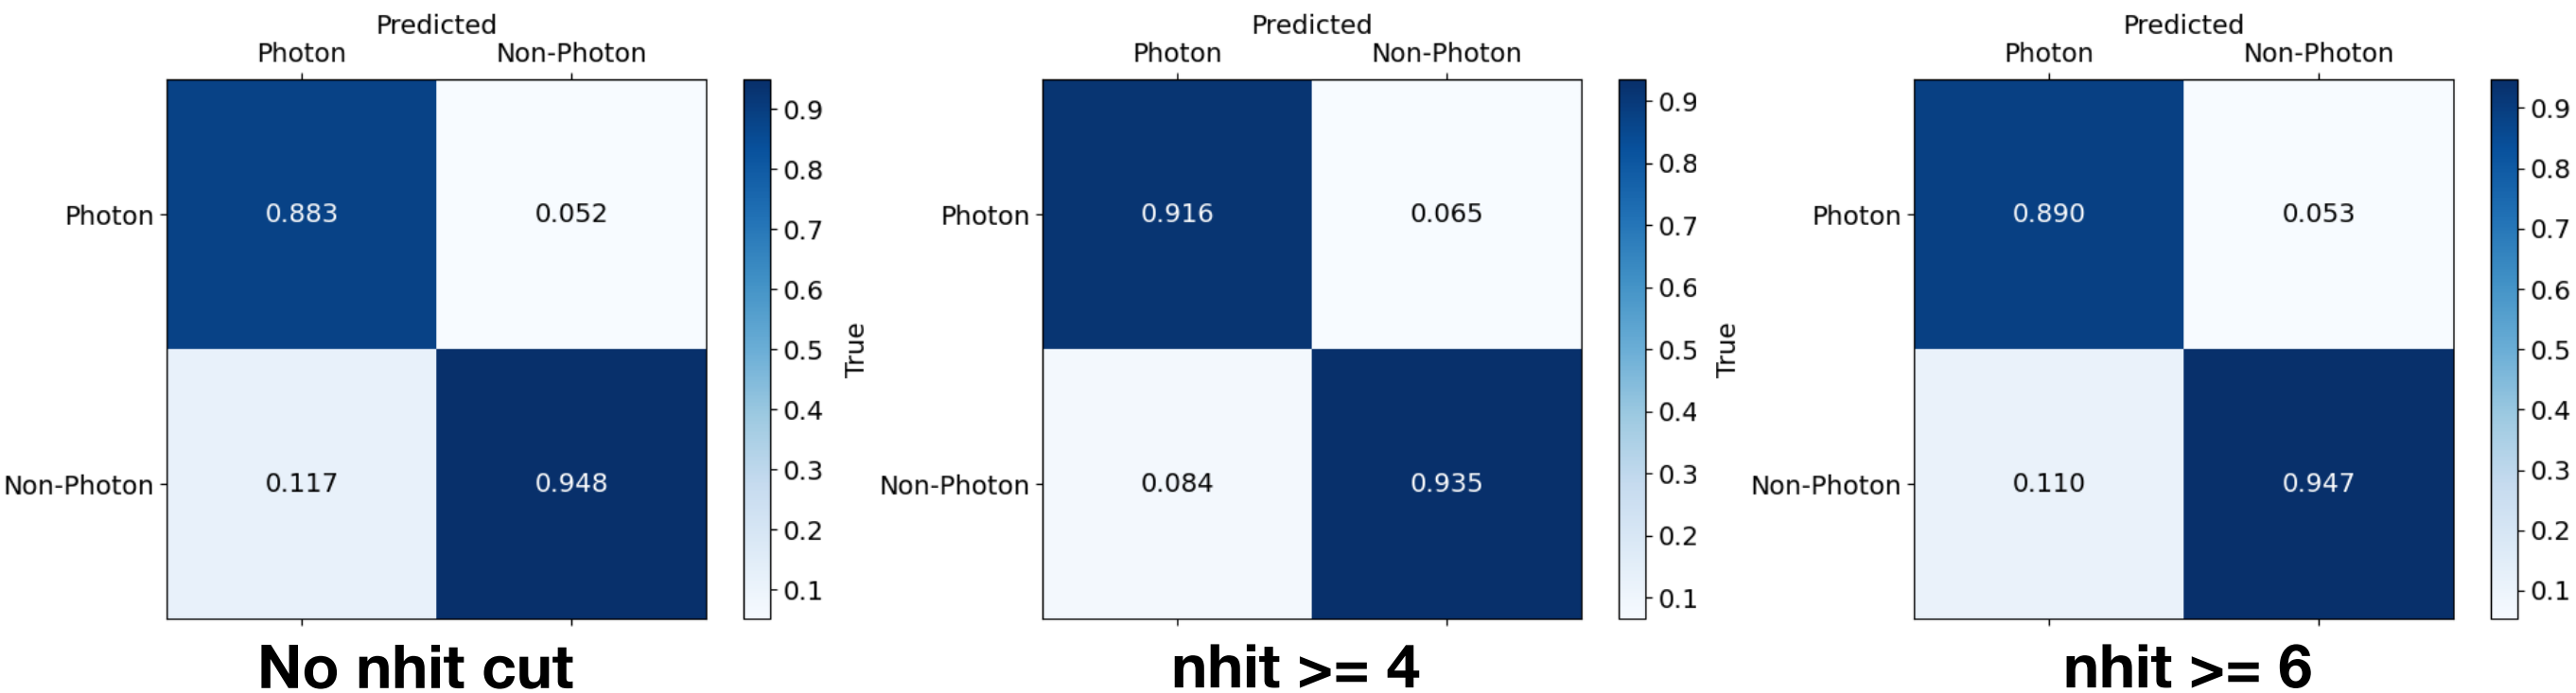 Predicted
Photon Non-Photon
Photon 0.883 0.052
Non-Photon 0.117 0.948
0.9
0.8
0.7
0.6
0.5
0.4
0.3
0.2
0.1
No nhit cut
True
Predicted
Photon Non-Photon
Photon 0.916 0.065
Non-Photon 0.084 0.935
0.9
0.8
0.7
0.6
0.5
0.4
0.3
0.2
0.1
nhit >= 4
True
Predicted
Photon Non-Photon
Photon 0.890 0.053
Non-Photon 0.110 0.947
0.9
0.8
0.7
0.6
0.5
0.4
0.3
0.2
0.1
nhit >= 6